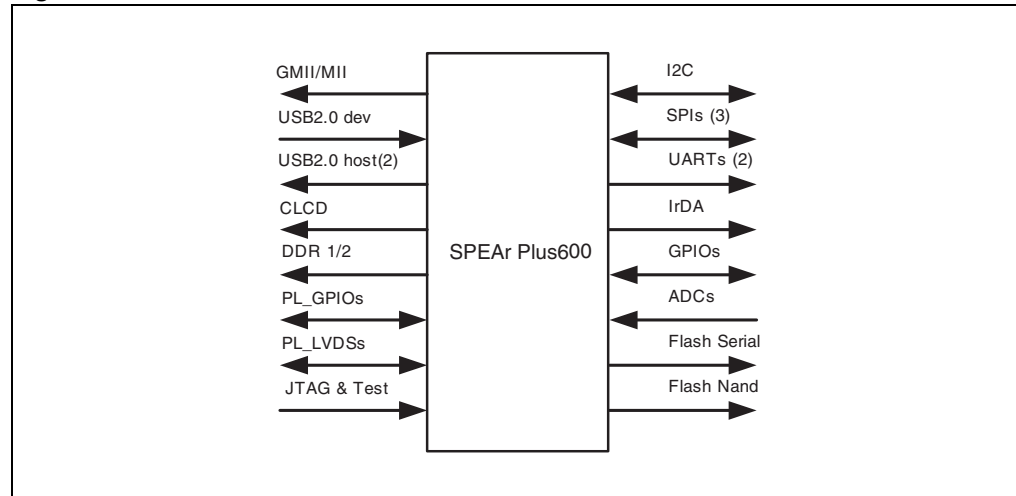 GMII/MII
USB2.0 dev
USB2.0 host(2)
CLCD
DDR 1/2
PL_GPIOs
PL_LVDSs
JTAG & Test
SPEAr Plus600
I2C
SPIs (3)
UARTs (2)
IrDA
GPIOs
ADCs
Flash Serial
Flash Nand